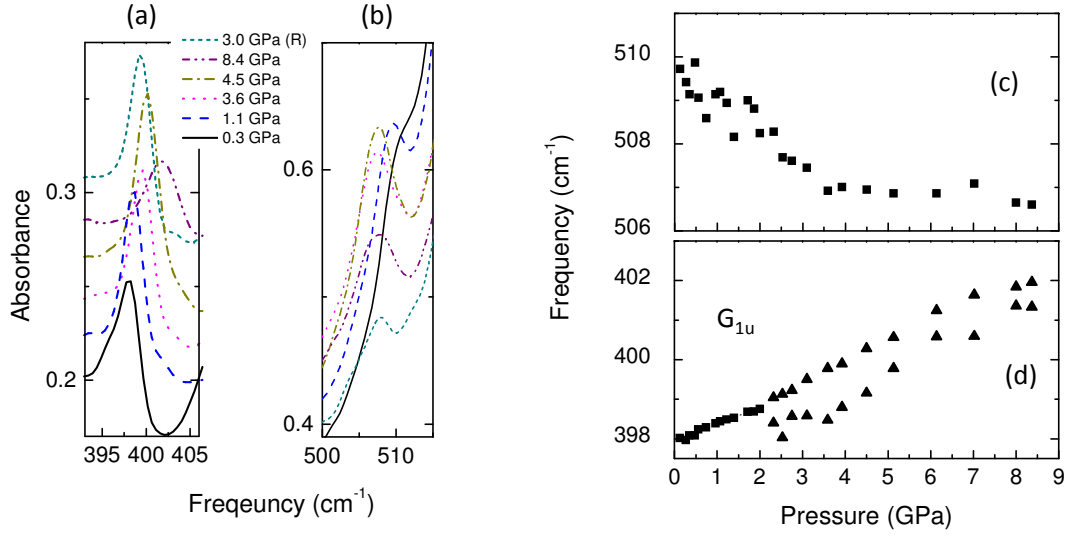 (a)
(b)
3.0 GPa (R)
8.4 GPa
4.5 GPa
3.6 GPa
1.1 GPa
0.3 GPa
Absorbance
0.3
0.2
395 400 405
0.6
0.4
500 510
Freqeuncy (cm-1)
(c)
510
508
506
Frequency (cm-1)
G1u
(d)
402
400
398
0 1 2 3 4 5 6 7 8 9
Pressure (GPa)